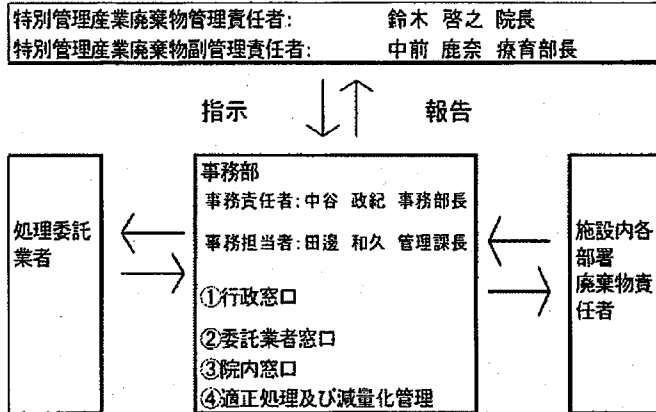 特別管理産業廃棄物管理責任者: 鈴木 啓之 院長
特別管理産業廃棄物副管理責任者: 中前 鹿奈 療育部長
指示 報告
処理委託
業者
事務部
事務責任者:中谷 政紀 事務部長
事務担当者:田邊 和久 管理課長
①行政窓口
②委託業者窓口
③院内窓口
④適正処理及び減量化管理
施設内各
部署
廃棄物責
任者